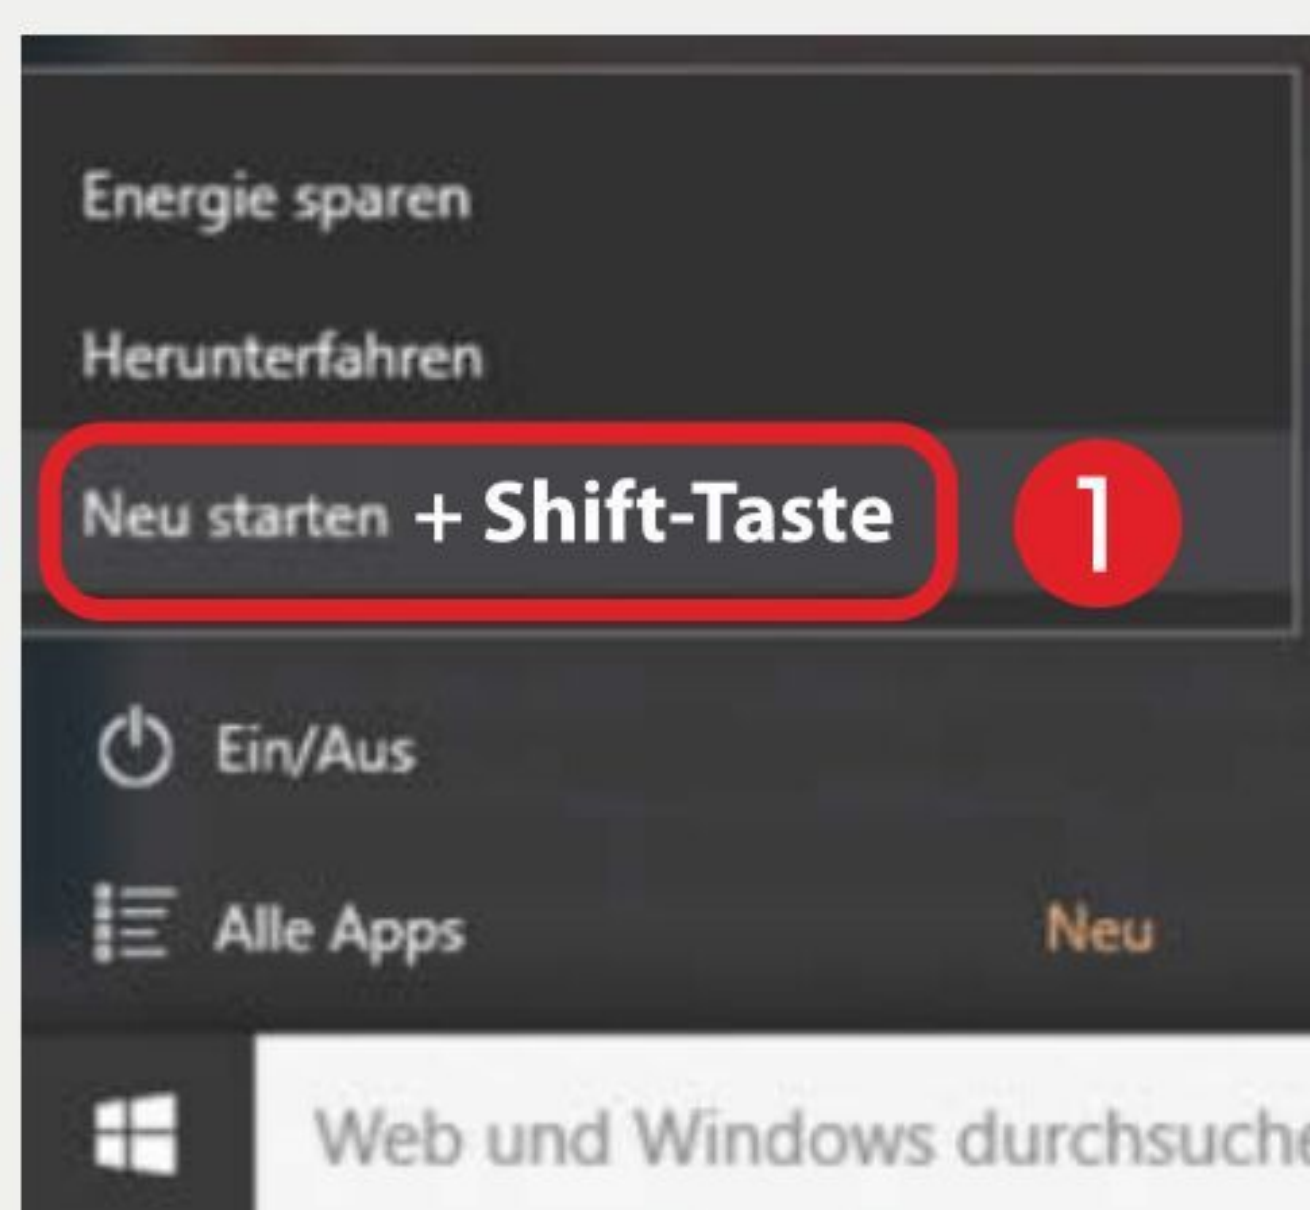 Energie sparen
Herunterfahren
Neu starten + Shift-Taste
1
Ein/Aus
Alle Apps Neu
Web und Windows durchsuche